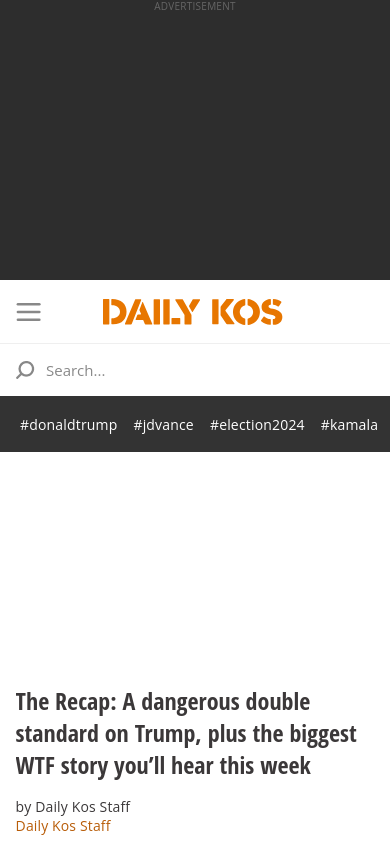 ADVERTISEMENT
DAILY KOS
Search...
#donaldtrump #jdvance #election2024 #kamala
The Recap: A dangerous double
standard on Trump, plus the biggest
WTF story you’ll hear this week
by Daily Kos Staff
Daily Kos Staff